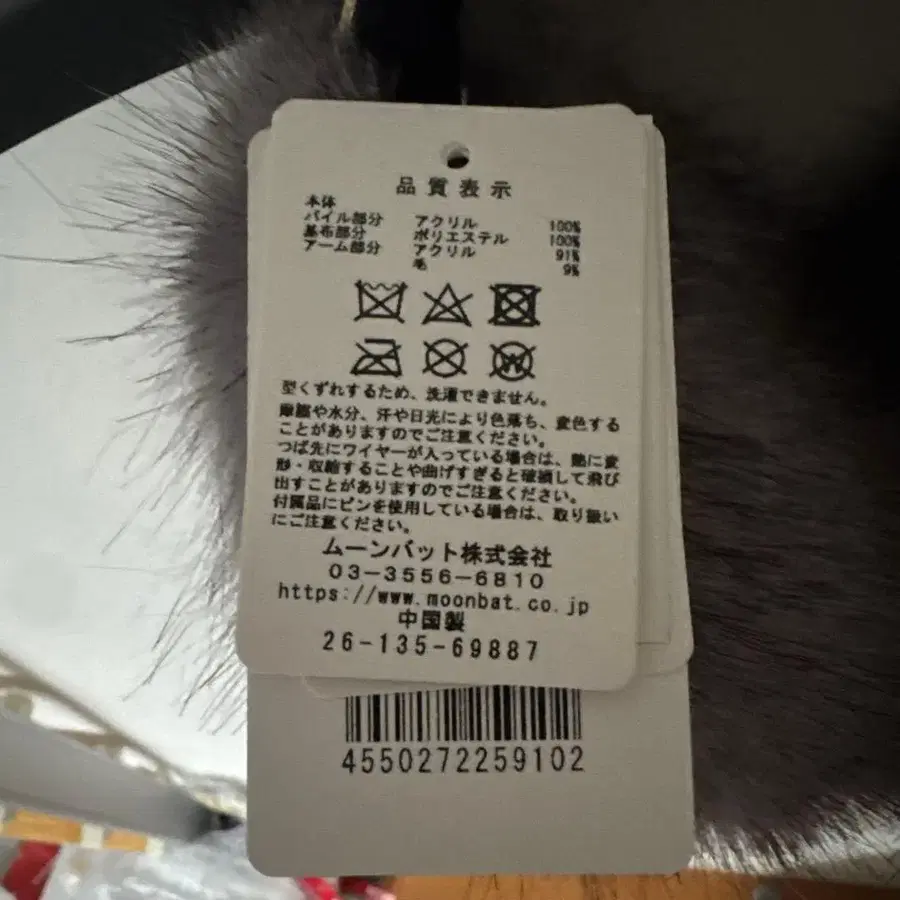 品質表示
本体
パイル部分 アクリル 100%
基布部分 ポリエステル 100%
アーム部分 アクリル 91%
毛 9%
型くずれするため、洗濯できません。
摩擦や水分、汗や日光により色落ち、変色する
ことがありますのでご注意ください。
つば先にワイヤーが入っている場合は、熱に変
形・収縮することや曲げすぎると破損して飛び
出すことがありますのでご注意ください。
付属品にピンを使用している場合は、取り扱い
にご注意ください。
ムーンバット株式会社
03-3556-6810
https://www.moonbat.co.jp
中国製
26-135-69887
4550272259102